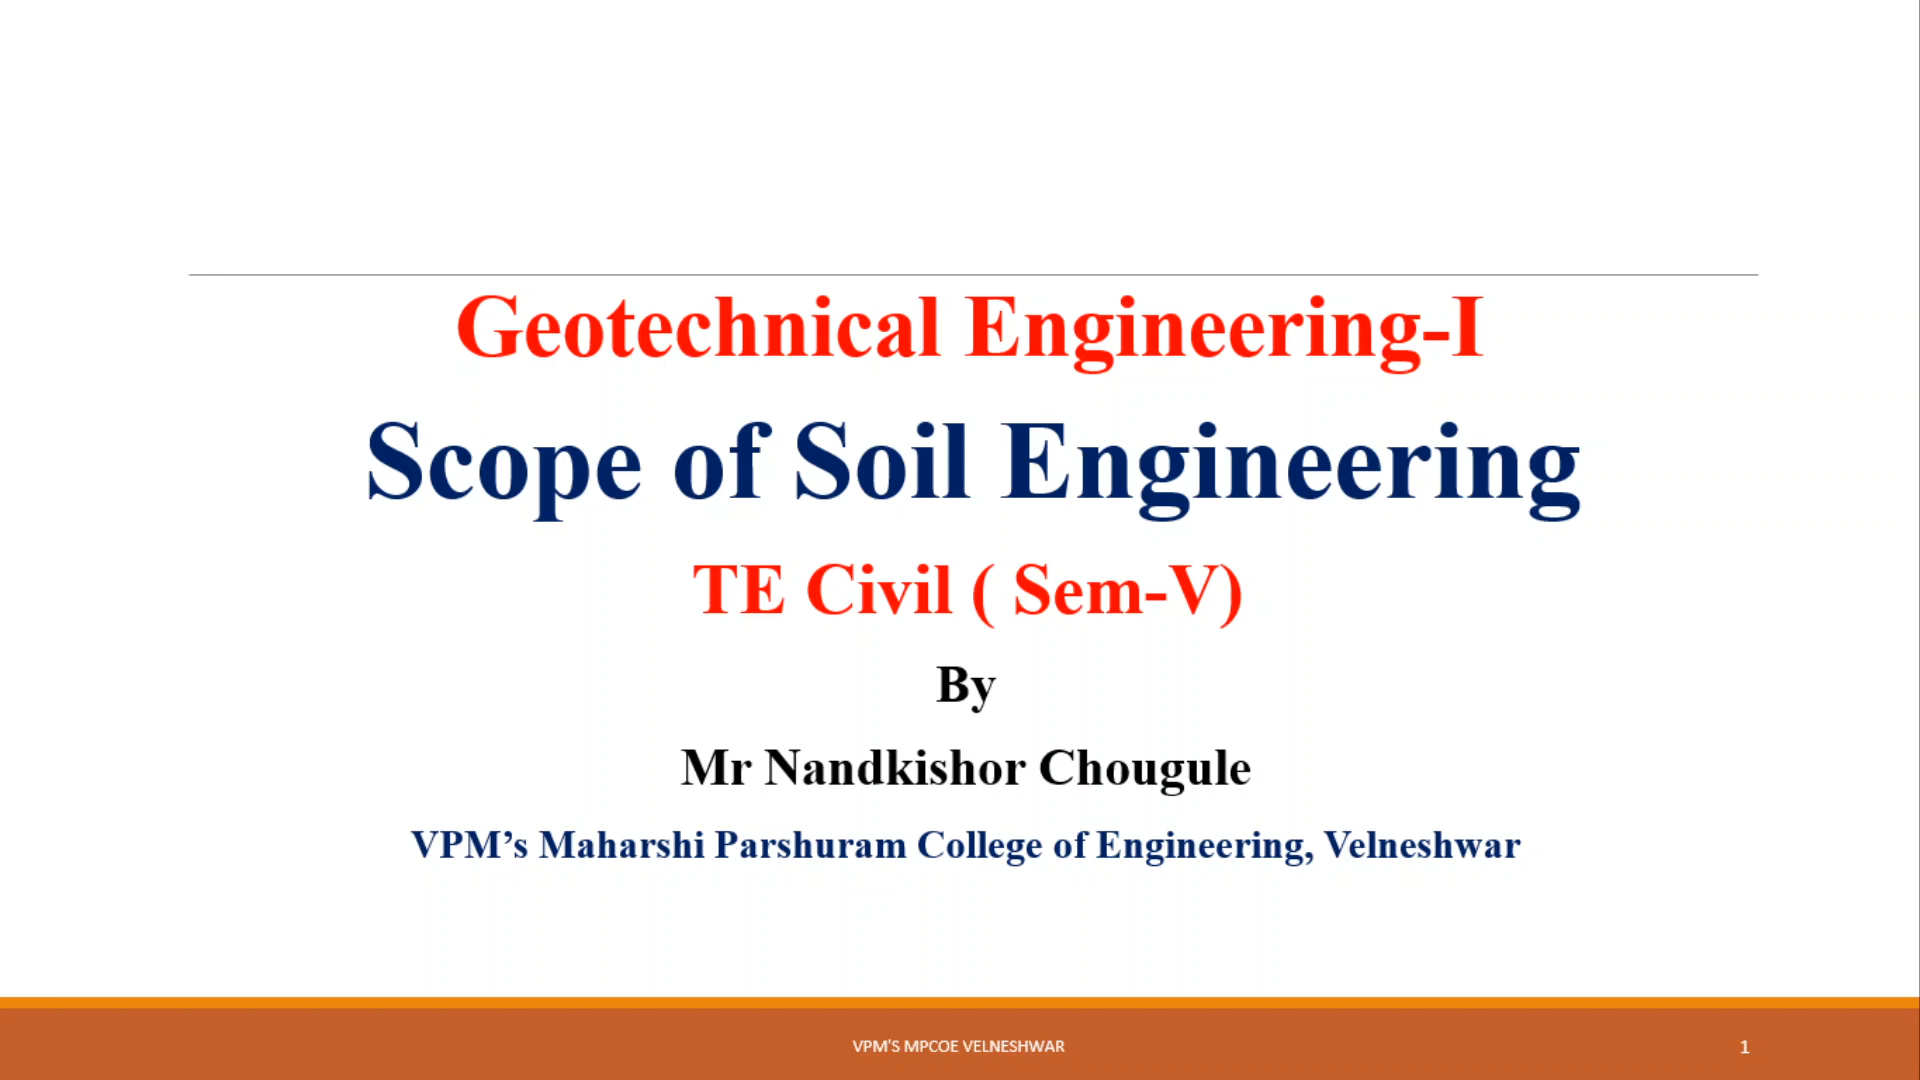 Geotechnical Engineering-I
Scope of Soil Engineering
TE Civil ( Sem-V)
By
Mr Nandkishor Chougule
VPM’s Maharshi Parshuram College of Engineering, Velneshwar
VPM'S MPCOE VELNESHWAR
1